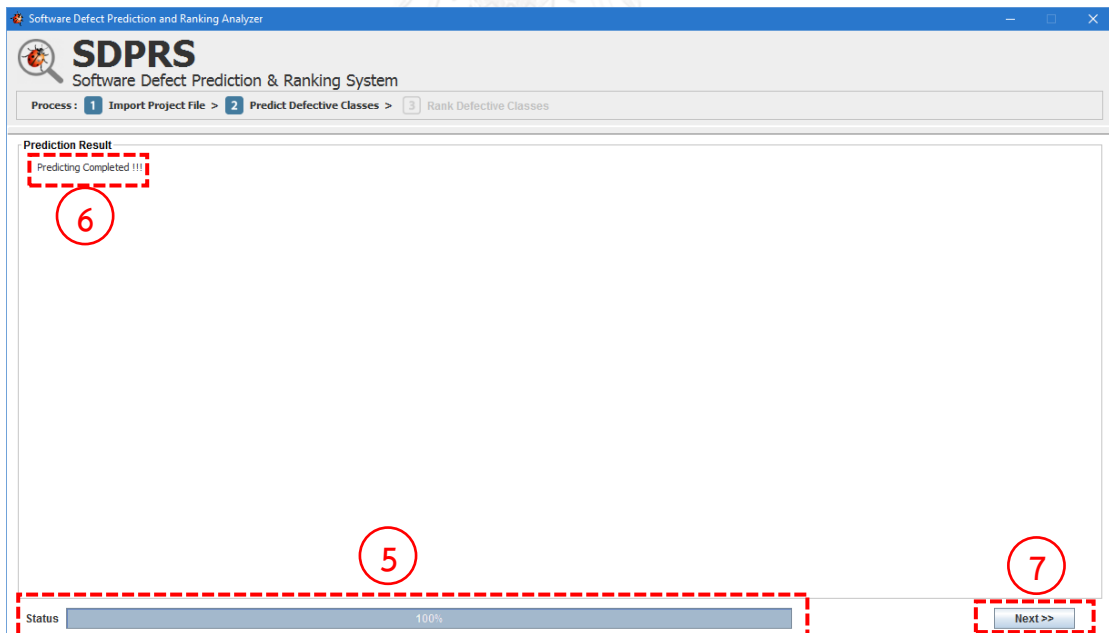 Software Defect Prediction and Ranking Analyzer
SDPRS
Software Defect Prediction & Ranking System
Process : 1 Import Project File > 2 Predict Defective Classes > 3 Rank Defective Classes
Prediction Result
Predicting Completed !!!
6
5
7
Status 100% Next >>